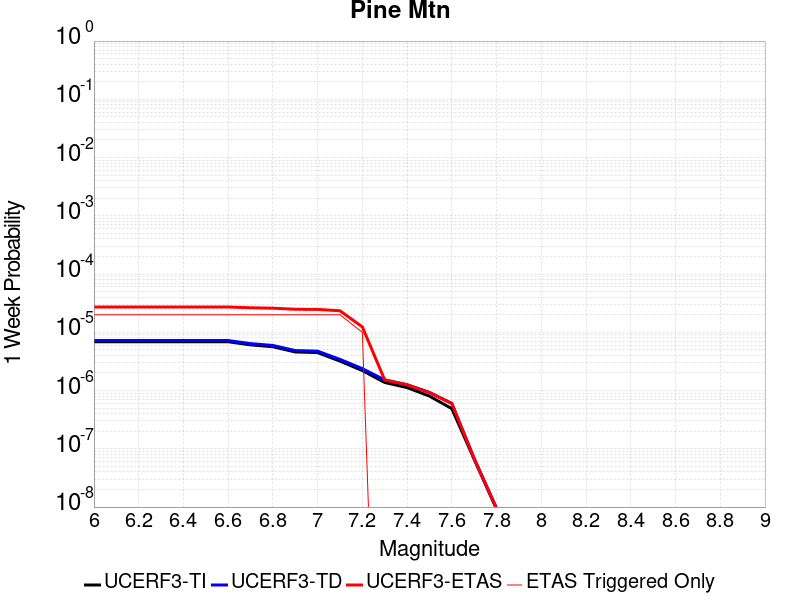 Pine Mtn
10^0
10^-1
10^-2
10^-3
10^-4
10^-5
10^-6
10^-7
10^-8
1 Week Probability
6 6.2 6.4 6.6 6.8 7 7.2 7.4 7.6 7.8 8 8.2 8.4 8.6 8.8 9
Magnitude
UCERF3-TI UCERF3-TD UCERF3-ETAS ETAS Triggered Only